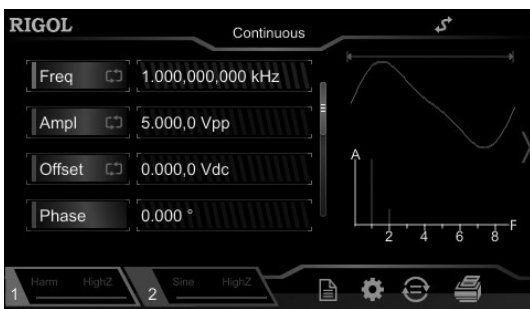 RIGOL
Continuous
Freq 1.000,000,000 kHz
Ampl 5.000,0 Vpp
Offset 0.000,0 Vdc
Phase 0.000 °
A
2 4 6 8 F
1 Harm HighZ
2 Sine HighZ